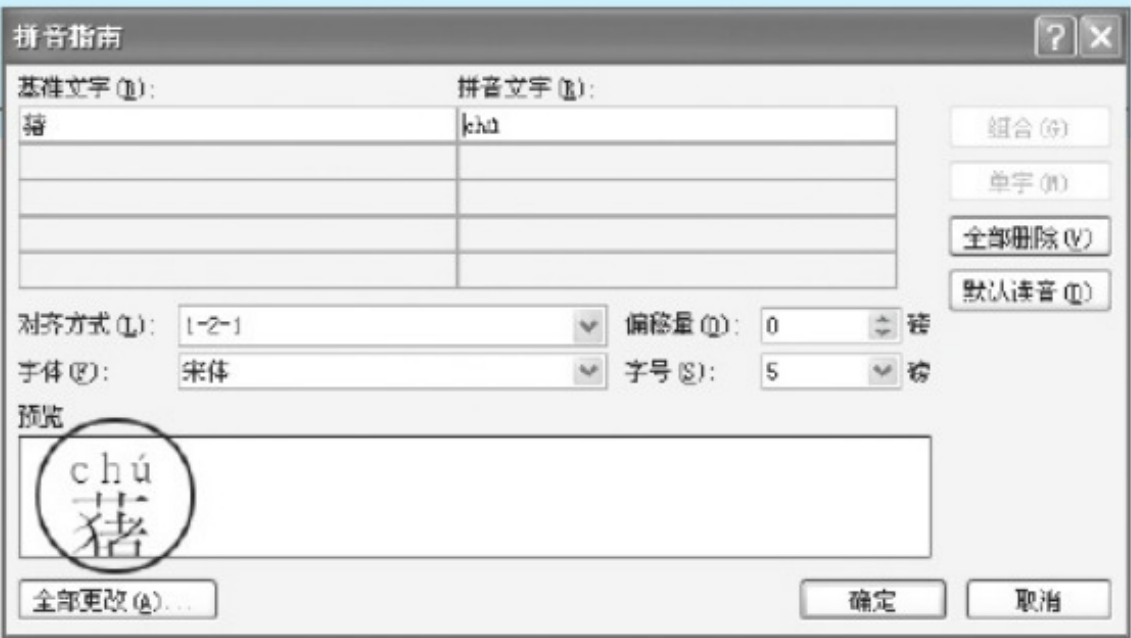 拼音指南
基准文字(B): 拼音文字(R):
蕏 chú 组合(G)
单字(M)
全部删除(V)
默认读音(D)
对齐方式(L): 1-2-1 偏移量(O): 0 磅
字体(F): 宋体 字号(S): 5 磅
预览
chú
蕏
全部更改(A)... 确定 取消